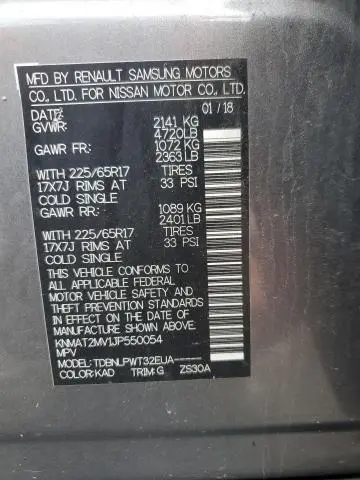 MFD BY RENAULT SAMSUNG MOTORS
CO., LTD. FOR NISSAN MOTOR CO., LTD.
DATE: 01 / 18
GVWR: 2141 KG
4720LB
GAWR FR: 1072 KG
2363 LB
WITH 225/65R17 TIRES
17X7J RIMS AT 33 PSI
COLD SINGLE
GAWR RR: 1089 KG
2401 LB
WITH 225/65R17 TIRES
17X7J RIMS AT 33 PSI
COLD SINGLE
THIS VEHICLE CONFORMS TO
ALL APPLICABLE FEDERAL
MOTOR VEHICLE SAFETY AND
THEFT PREVENTION STANDARDS
IN EFFECT ON THE DATE OF
MANUFACTURE SHOWN ABOVE.
KNMAT2MV1JP550054
MPV
MODEL: TDBNLPWT32EUA-----
COLOR:KAD TRIM:G ZS30A